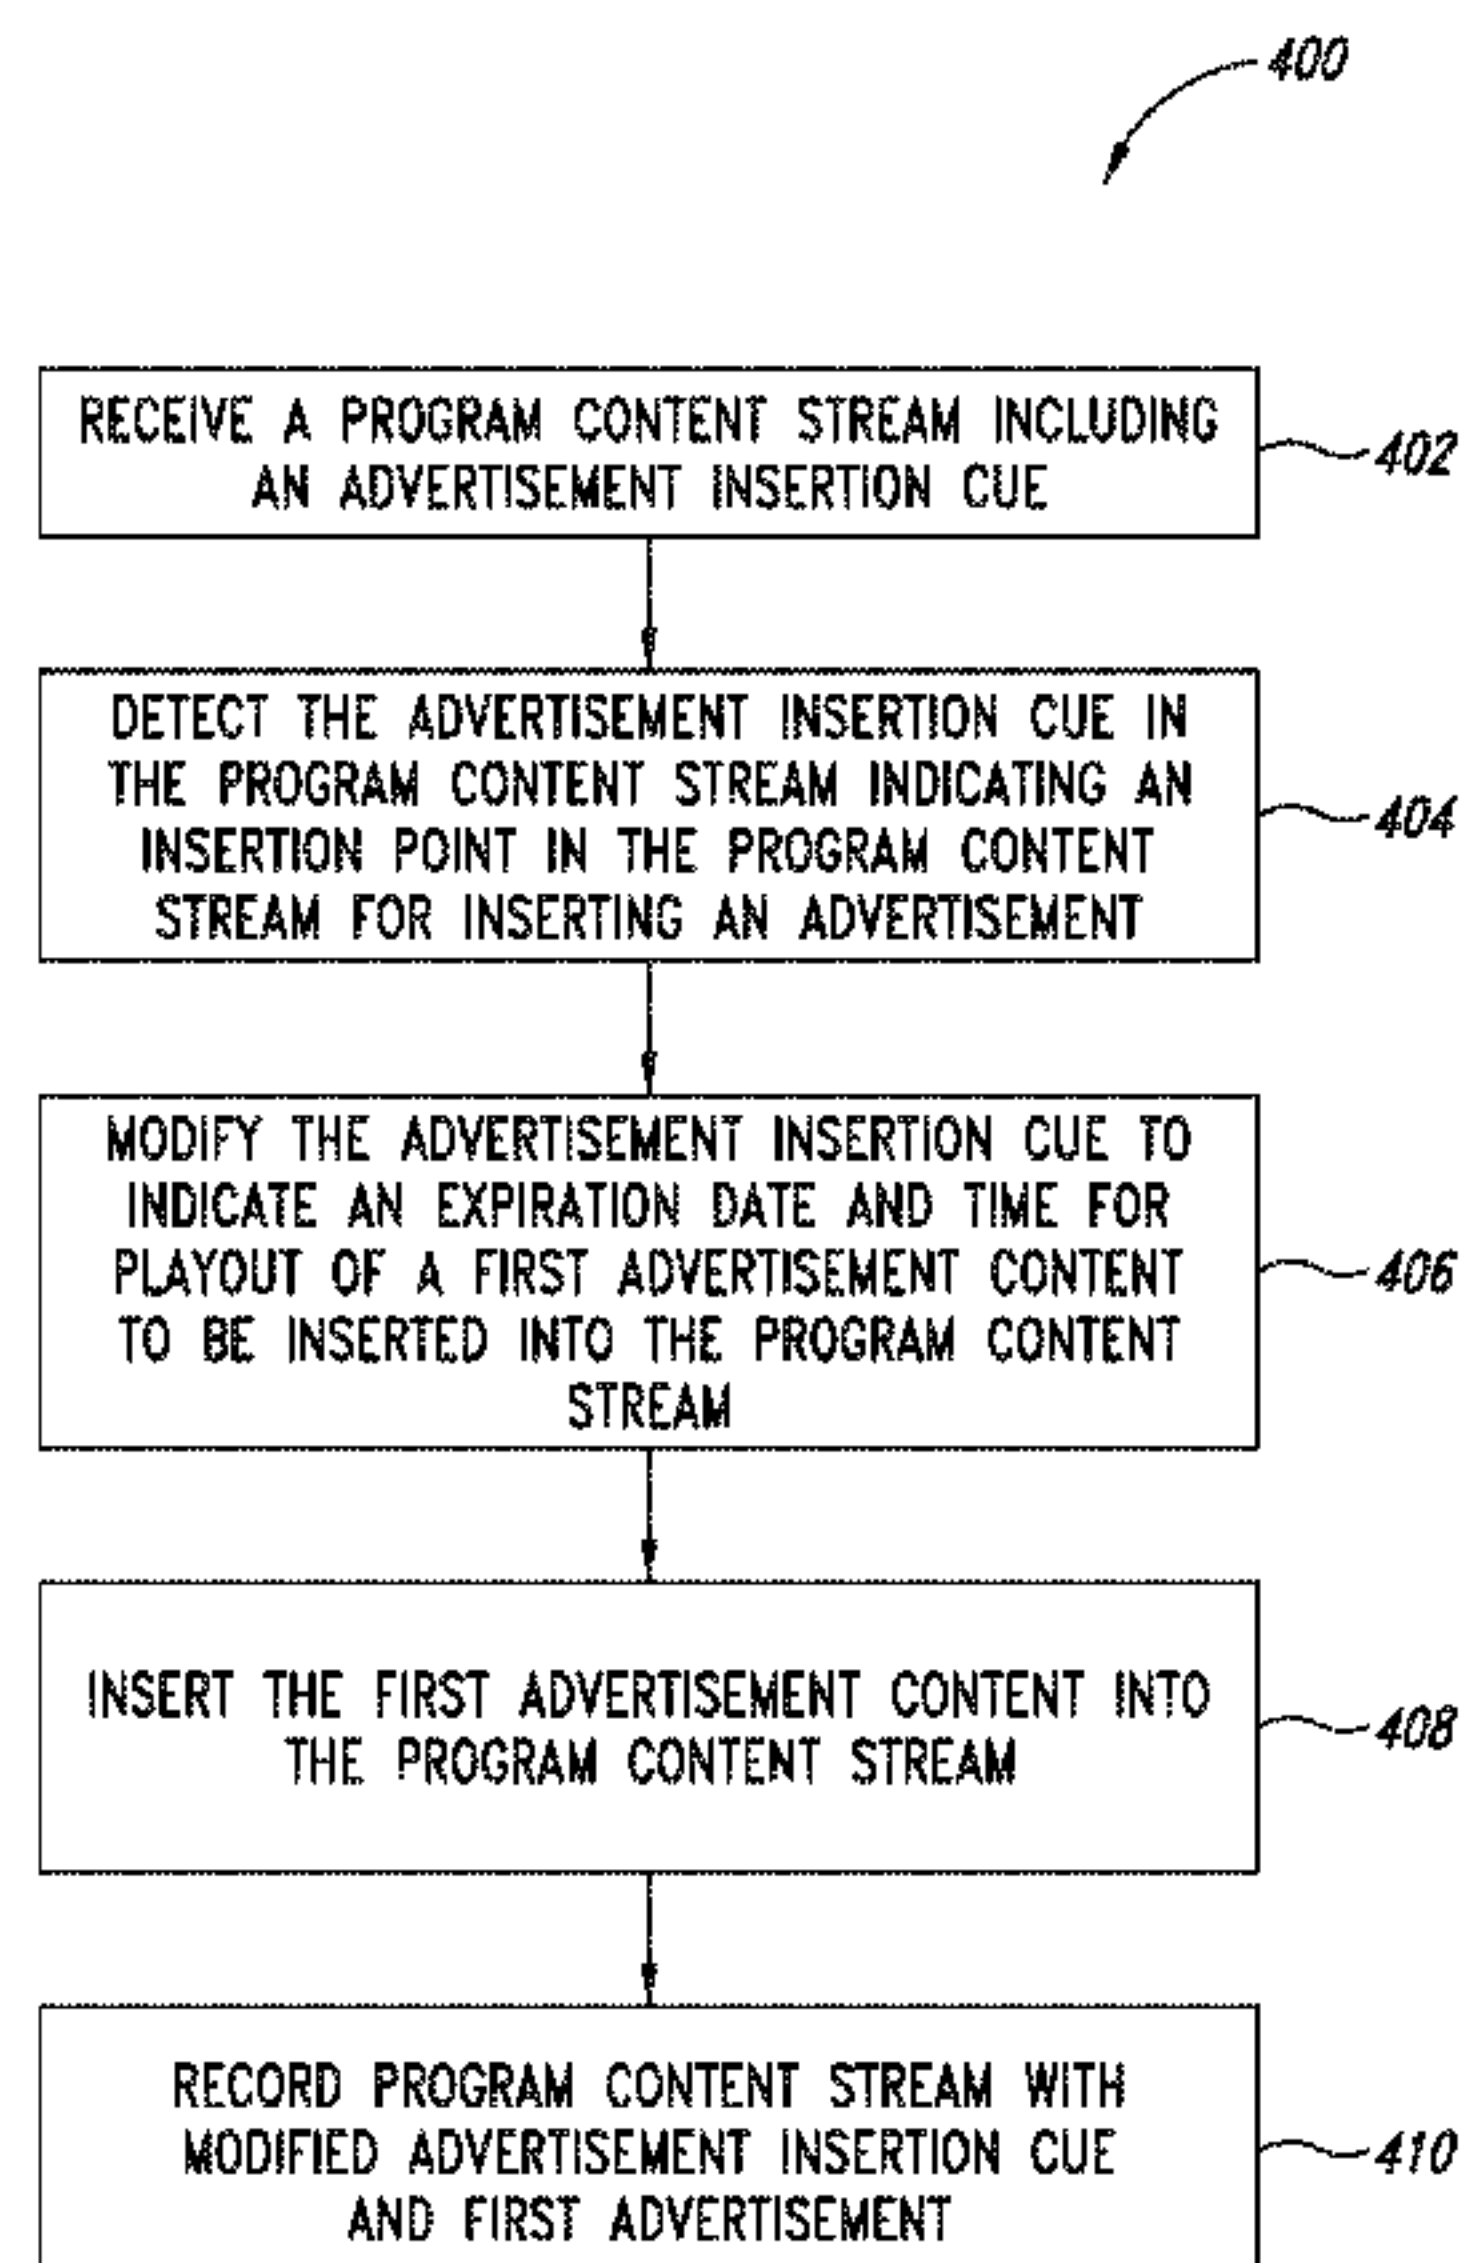 400
RECEIVE A PROGRAM CONTENT STREAM INCLUDING
AN ADVERTISEMENT INSERTION CUE
402
DETECT THE ADVERTISEMENT INSERTION CUE IN
THE PROGRAM CONTENT STREAM INDICATING AN
INSERTION POINT IN THE PROGRAM CONTENT
STREAM FOR INSERTING AN ADVERTISEMENT
404
MODIFY THE ADVERTISEMENT INSERTION CUE TO
INDICATE AN EXPIRATION DATE AND TIME FOR
PLAYOUT OF A FIRST ADVERTISEMENT CONTENT
TO BE INSERTED INTO THE PROGRAM CONTENT
STREAM
406
INSERT THE FIRST ADVERTISEMENT CONTENT INTO
THE PROGRAM CONTENT STREAM
408
RECORD PROGRAM CONTENT STREAM WITH
MODIFIED ADVERTISEMENT INSERTION CUE
AND FIRST ADVERTISEMENT
410